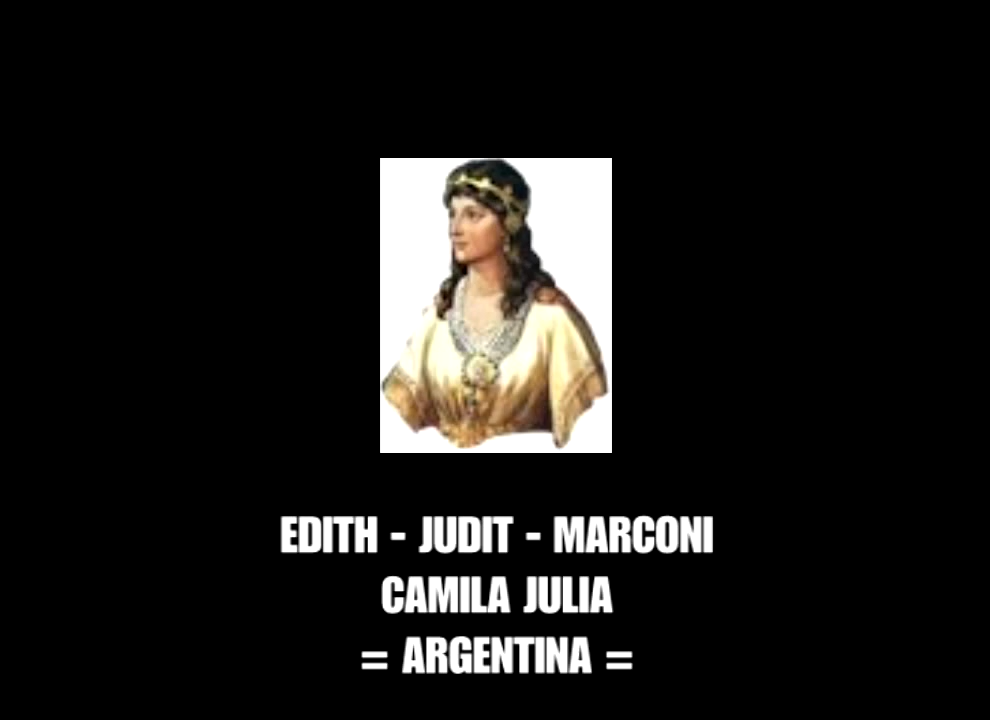 EDITH - JUDIT - MARCONI
CAMILA JULIA
= ARGENTINA =